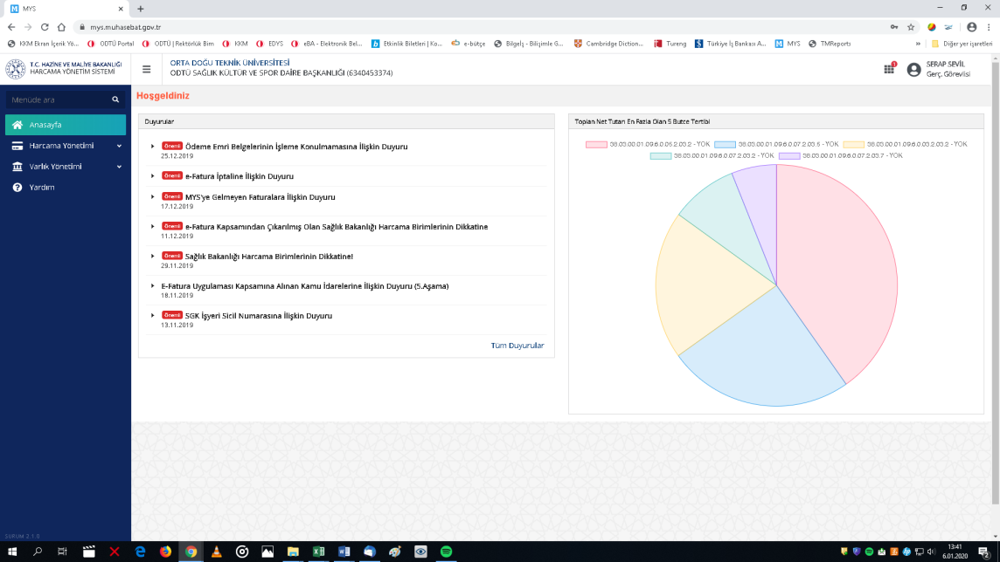 MYS
mys.muhasebat.gov.tr
KKM Ekran İçerik Yö...
ODTÜ Portal
ODTÜ | Rektörlük Bim
KKM
EDYS
eBA - Elektronik Bel...
Etkinlik Biletleri | Ko...
e-bütçe
Bilgelş - Bilişimle G...
Cambridge Diction...
Tureng
Türkiye İş Bankası A...
MYS
TMReports
»
Diğer yer işaretleri
T.C. HAZİNE VE MALİYE BAKANLIĞI
HARCAMA YÖNETİM SİSTEMİ
ORTA DOĞU TEKNİK ÜNİVERSİTESİ
ODTÜ SAĞLIK KÜLTÜR VE SPOR DAİRE BAŞKANLIĞI (6340453374)
1
SERAP SEVİL
Gerç. Görevlisi
Menüde ara
Anasayfa
Harcama Yönetimi
Varlık Yönetimi
Yardım
SURUM 2.1.0
Hoşgeldiniz
Duyurular
Önemli Ödeme Emri Belgelerinin İşleme Konulmamasına İlişkin Duyuru
25.12.2019
Önemli e-Fatura İptaline İlişkin Duyuru
Önemli MYS'ye Gelmeyen Faturalara İlişkin Duyuru
17.12.2019
Önemli e-Fatura Kapsamından Çıkarılmış Olan Sağlık Bakanlığı Harcama Birimlerinin Dikkatine
11.12.2019
Önemli Sağlık Bakanlığı Harcama Birimlerinin Dikkatine!
29.11.2019
E-Fatura Uygulaması Kapsamına Alınan Kamu İdarelerine İlişkin Duyuru (5.Aşama)
18.11.2019
Önemli SGK İşyeri Sicil Numarasına İlişkin Duyuru
13.11.2019
Tüm Duyurular
Toplan Net Tutarı En Fazla Olan 5 Butce Tertibi
38.03.00.01.09.6.0.06.2.03.2 - YOK
38.03.00.01.09.6.0.07.2.03.5 - YOK
38.03.00.01.09.6.0.03.2.03.2 - YOK
38.03.00.01.09.6.0.07.2.03.2 - YOK
38.03.00.01.09.6.0.07.2.03.7 - YOK
13:41
6.01.2020